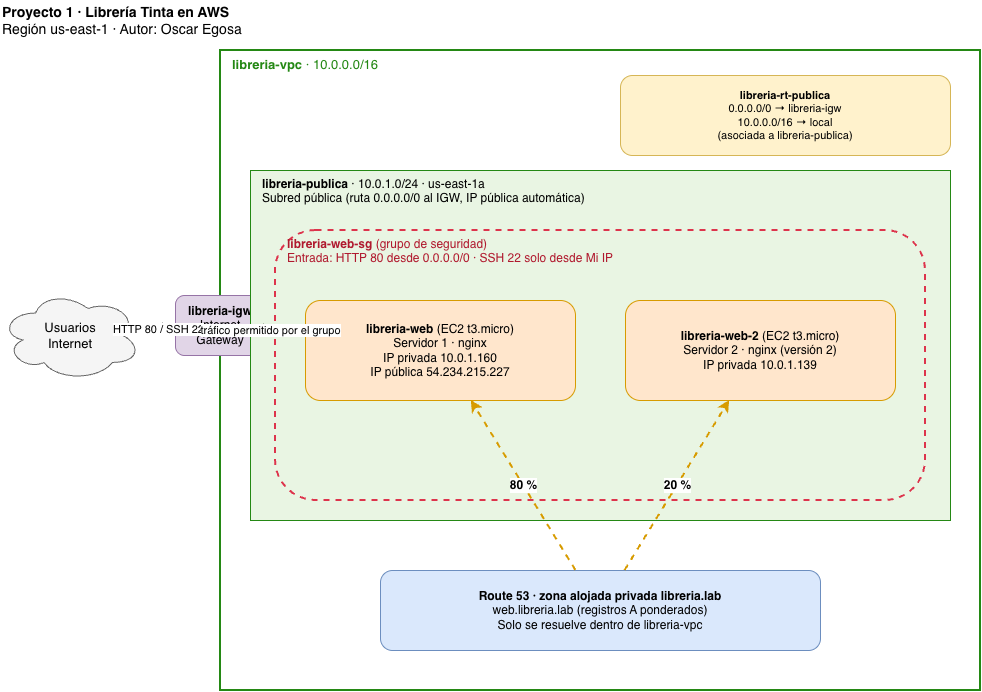 Proyecto 1 · Librería Tinta en AWS
Región us-east-1 · Autor: Oscar Egosa
libreria-vpc · 10.0.0.0/16
libreria-rt-publica
0.0.0.0/0 → libreria-igw
10.0.0.0/16 → local
(asociada a libreria-publica)
libreria-publica · 10.0.1.0/24 · us-east-1a
Subred pública (ruta 0.0.0.0/0 al IGW, IP pública automática)
libreria-web-sg (grupo de seguridad)
Entrada: HTTP 80 desde 0.0.0.0/0 · SSH 22 solo desde Mi IP
Usuarios
Internet
HTTP 80 / SSH 22
libreria-igw
Internet
Gateway
tráfico permitido por el grupo
libreria-web (EC2 t3.micro)
Servidor 1 · nginx
IP privada 10.0.1.160
IP pública 54.234.215.227
libreria-web-2 (EC2 t3.micro)
Servidor 2 · nginx (versión 2)
IP privada 10.0.1.139
80 %
20 %
Route 53 · zona alojada privada libreria.lab
web.libreria.lab (registros A ponderados)
Solo se resuelve dentro de libreria-vpc